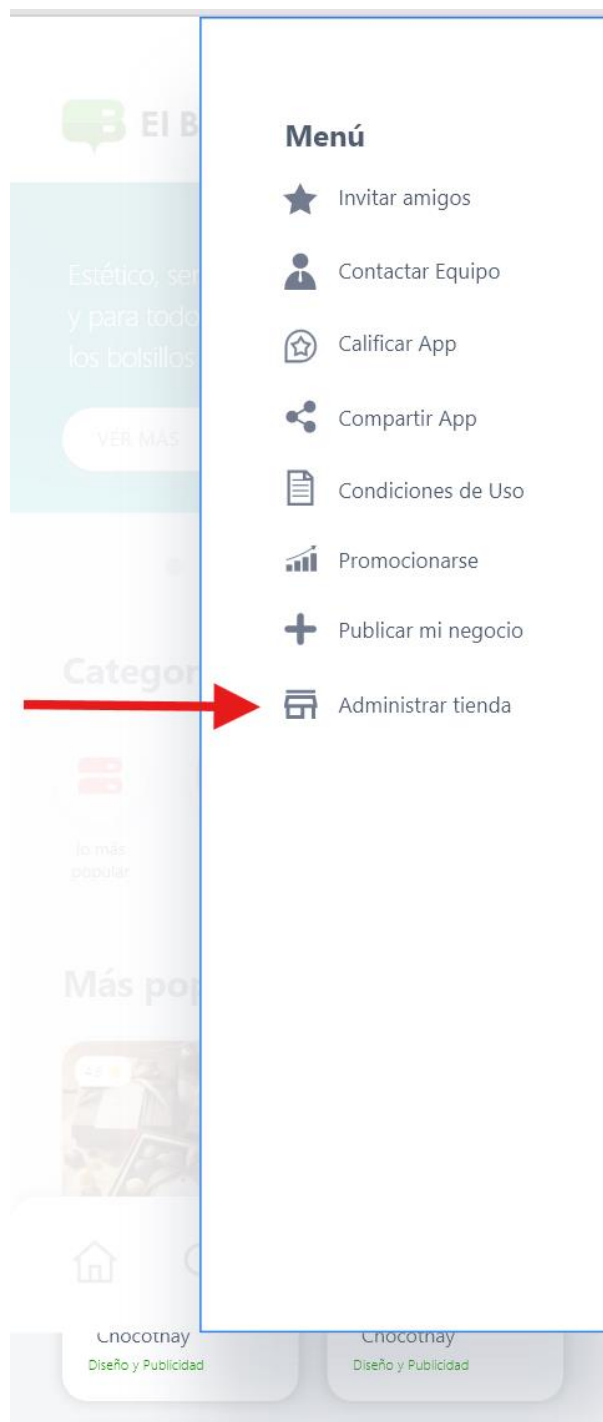 El B
Menú
Invitar amigos
Estético, ser
Contactar Equipo
y para todo
los bolsillos
Calificar App
VER MÁS
Compartir App
Condiciones de Uso
Promocionarse
Publicar mi negocio
Categor
Administrar tienda
lo más
popular
Más pop
4.5
Chocothay
Chocothay
Diseño y Publicidad
Diseño y Publicidad